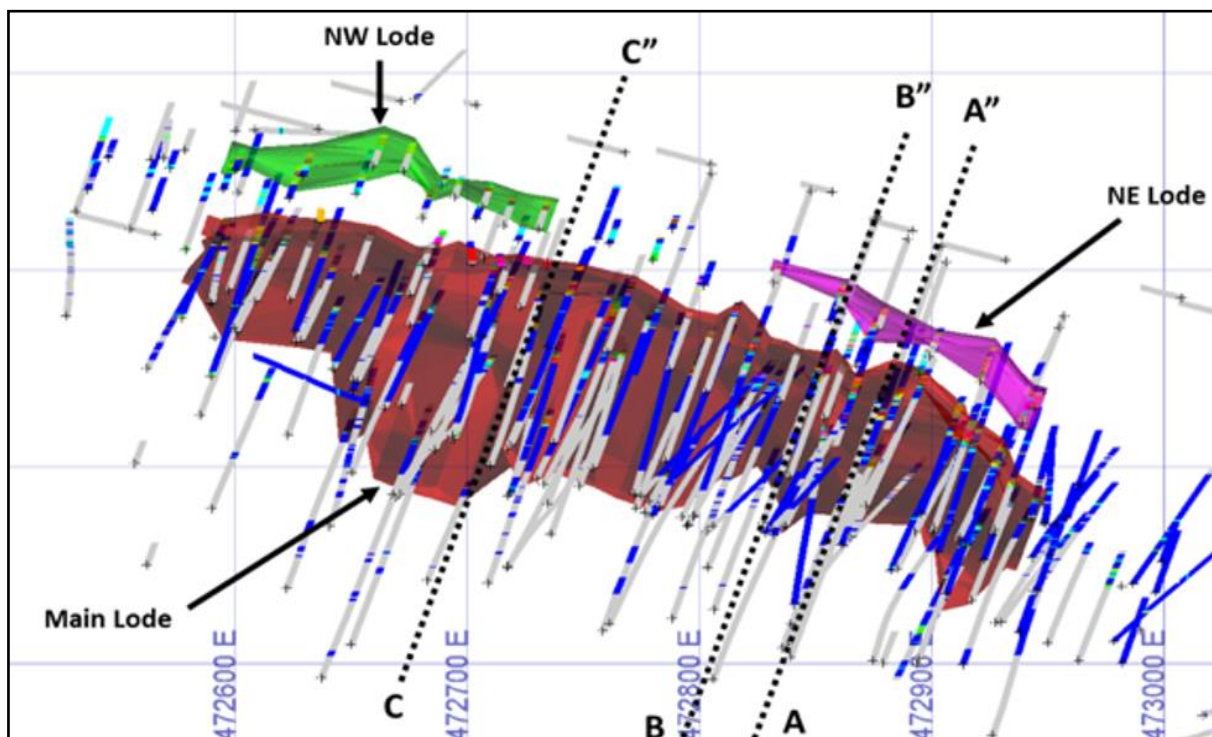 NW Lode
C”
B”
A”
NE Lode
Main Lode
C
B
A
472600 E
472700 E
472800 E
472900 E
473000 E